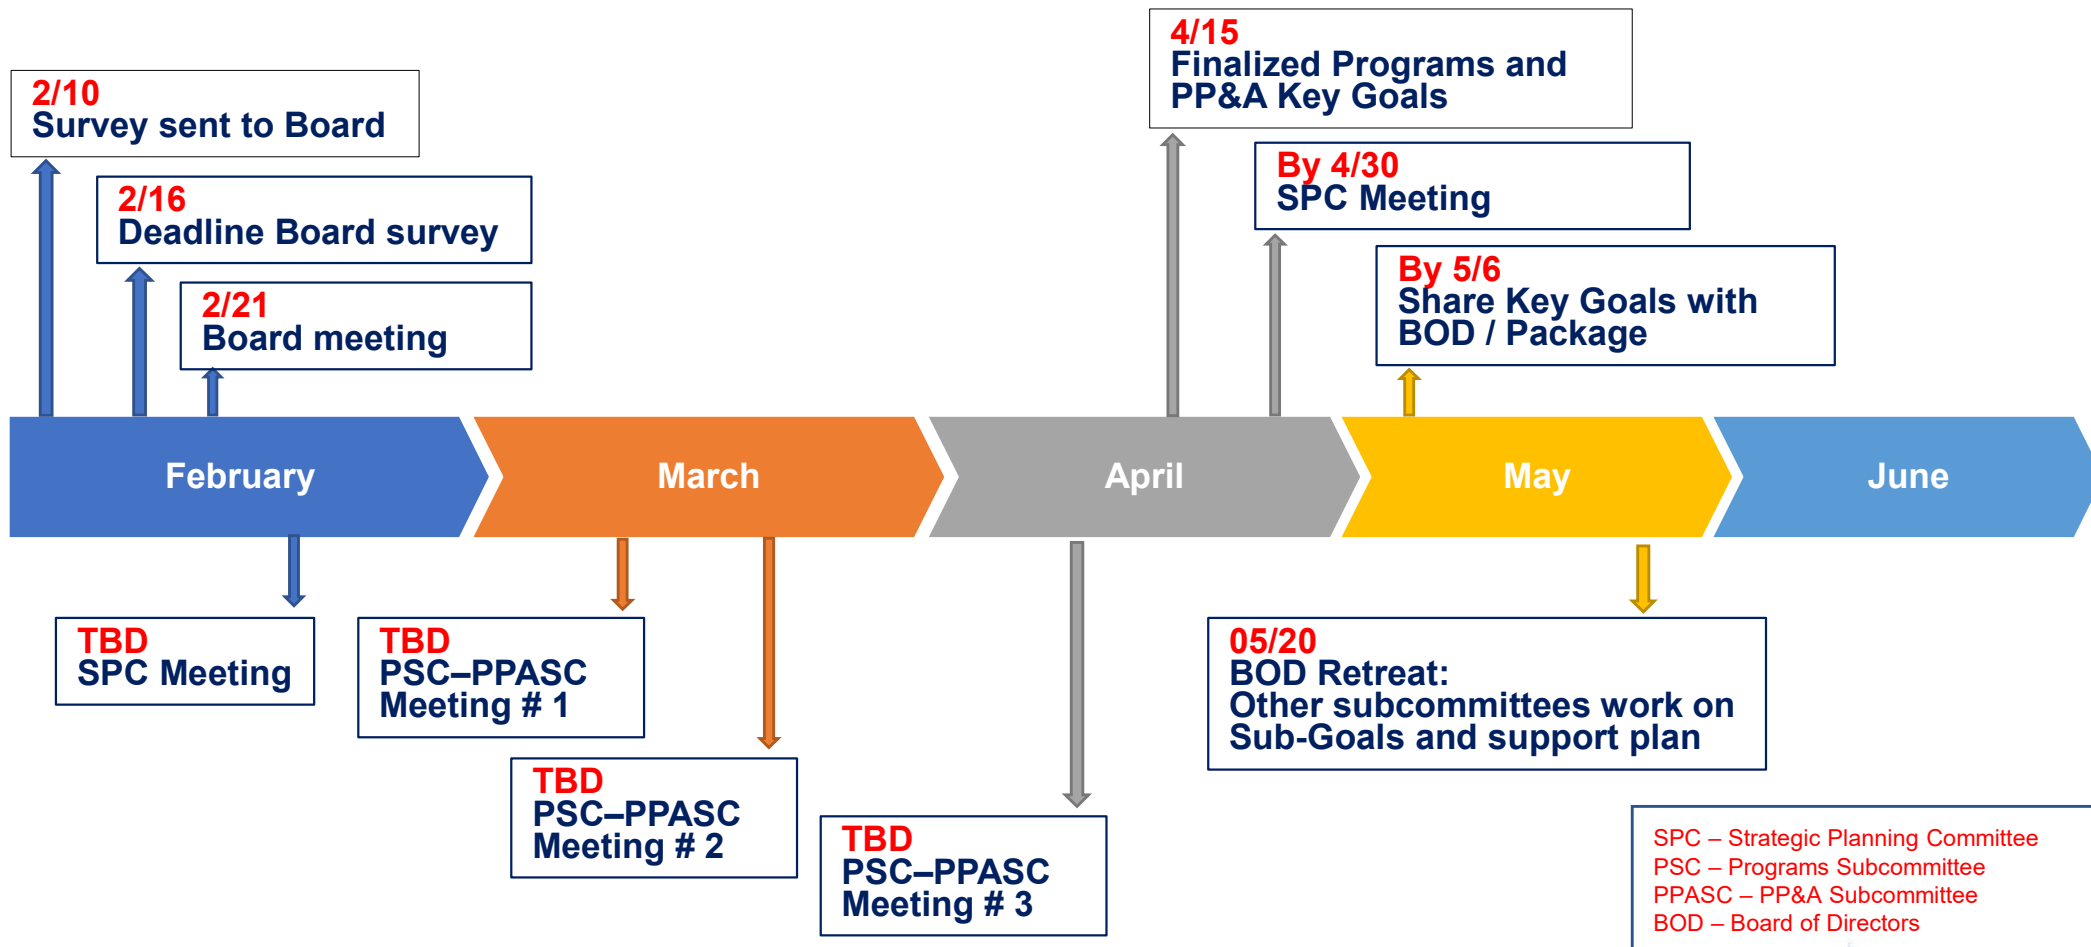 2/10
Survey sent to Board
2/16
Deadline Board survey
2/21
Board meeting
4/15
Finalized Programs and
PP&A Key Goals
By 4/30
SPC Meeting
By 5/6
Share Key Goals with
BOD / Package
February
March
April
May
June
TBD
SPC Meeting
TBD
PSC–PPASC
Meeting # 1
TBD
PSC–PPASC
Meeting # 2
TBD
PSC–PPASC
Meeting # 3
05/20
BOD Retreat:
Other subcommittees work on
Sub-Goals and support plan
SPC – Strategic Planning Committee
PSC – Programs Subcommittee
PPASC – PP&A Subcommittee
BOD – Board of Directors